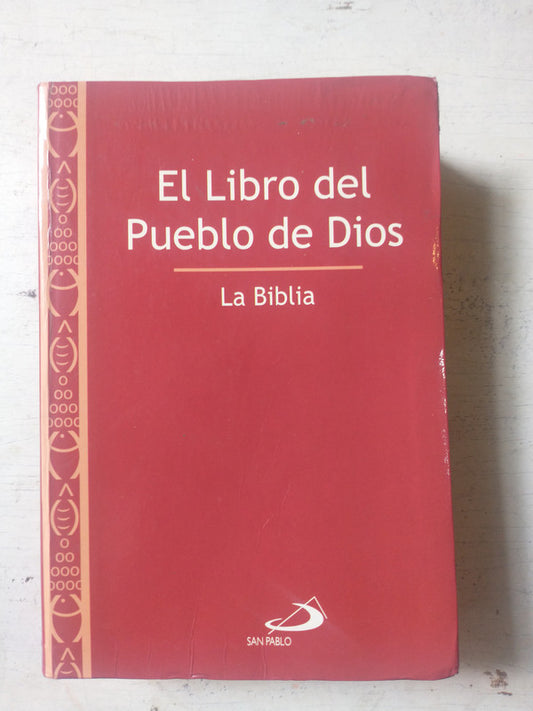 El Libro del
Pueblo de Dios
La Biblia
SAN PABLO